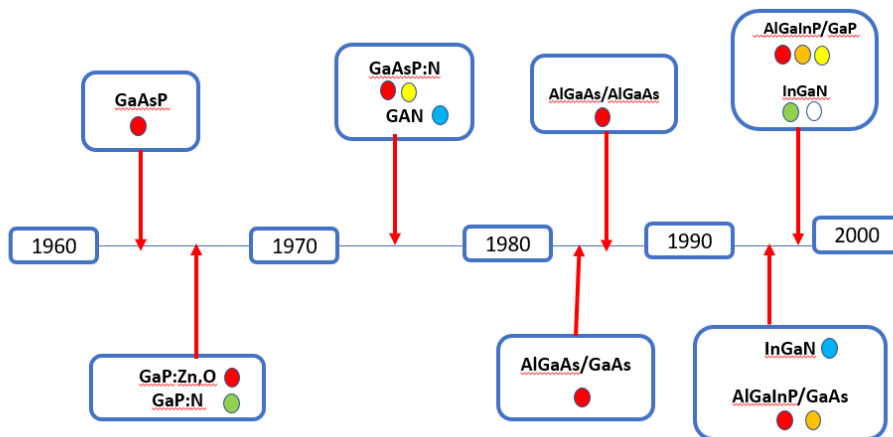 AlGaInP/GaP
GaAsP:N
GaAsP
AlGaAs/AlGaAs
InGaN
GAN
1960
1970
1980
1990
2000
InGaN
AlGaAs/GaAs
GaP:Zn,O
AlGaInP/GaAs
GaP:N